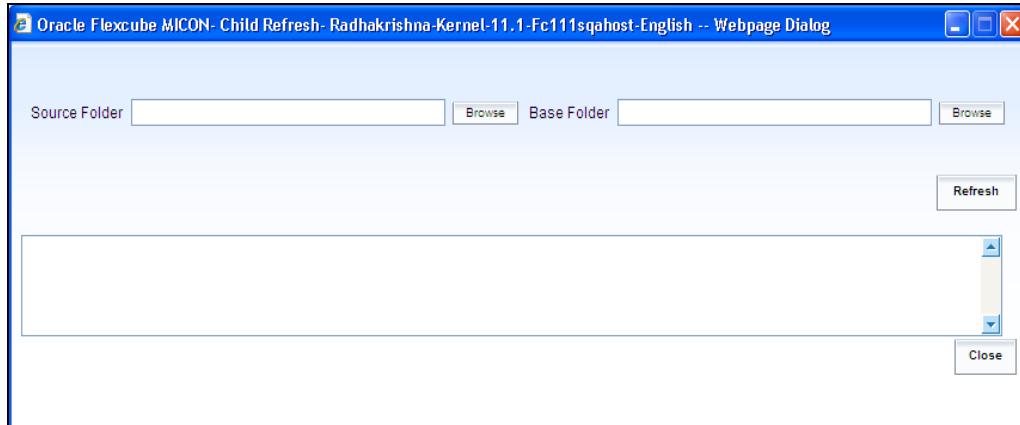 Oracle Flexcube MICON- Child Refresh- Radhakrishna-Kernel-11.1-Fc111sqahost-English -- Webpage Dialog
Source Folder Browse Base Folder Browse
Refresh
Close